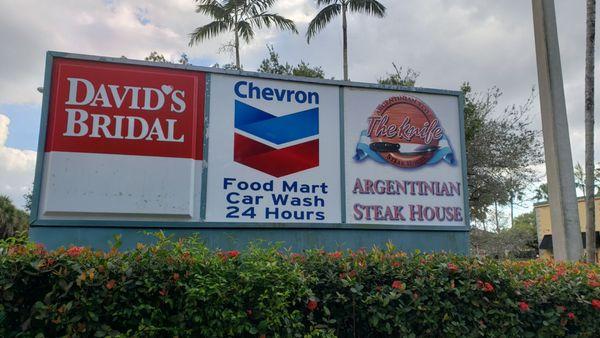 DAVID'S
BRIDAL
Chevron
Food Mart
Car Wash
24 Hours
The knife
ARGENTINIAN
STEAK HOUSE